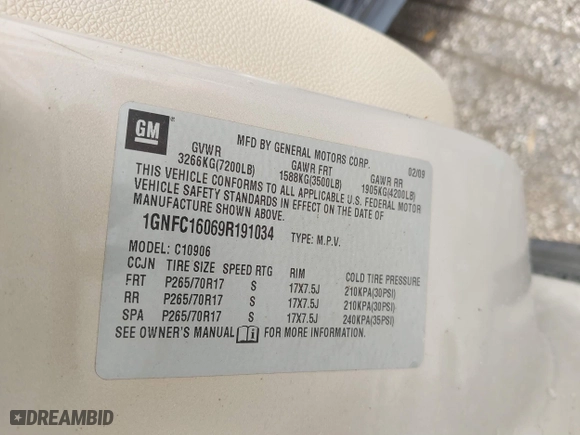 GM
MFD BY GENERAL MOTORS CORP. 02/09
GVWR GAWR FRT GAWR RR
3266KG(7200LB) 1588KG(3500LB) 1905KG(4200LB)
THIS VEHICLE CONFORMS TO ALL APPLICABLE U.S. FEDERAL MOTOR
VEHICLE SAFETY STANDARDS IN EFFECT ON THE DATE OF
MANUFACTURE SHOWN ABOVE.
1GNFC16069R191034 TYPE: M.P.V.
MODEL: C10906
CCJN TIRE SIZE SPEED RTG RIM COLD TIRE PRESSURE
FRT P265/70R17 S 17X7.5J 210KPA(30PSI)
RR P265/70R17 S 17X7.5J 210KPA(30PSI)
SPA P265/70R17 S 17X7.5J 240KPA(35PSI)
SEE OWNER'S MANUAL FOR MORE INFORMATION.
DREAMBID